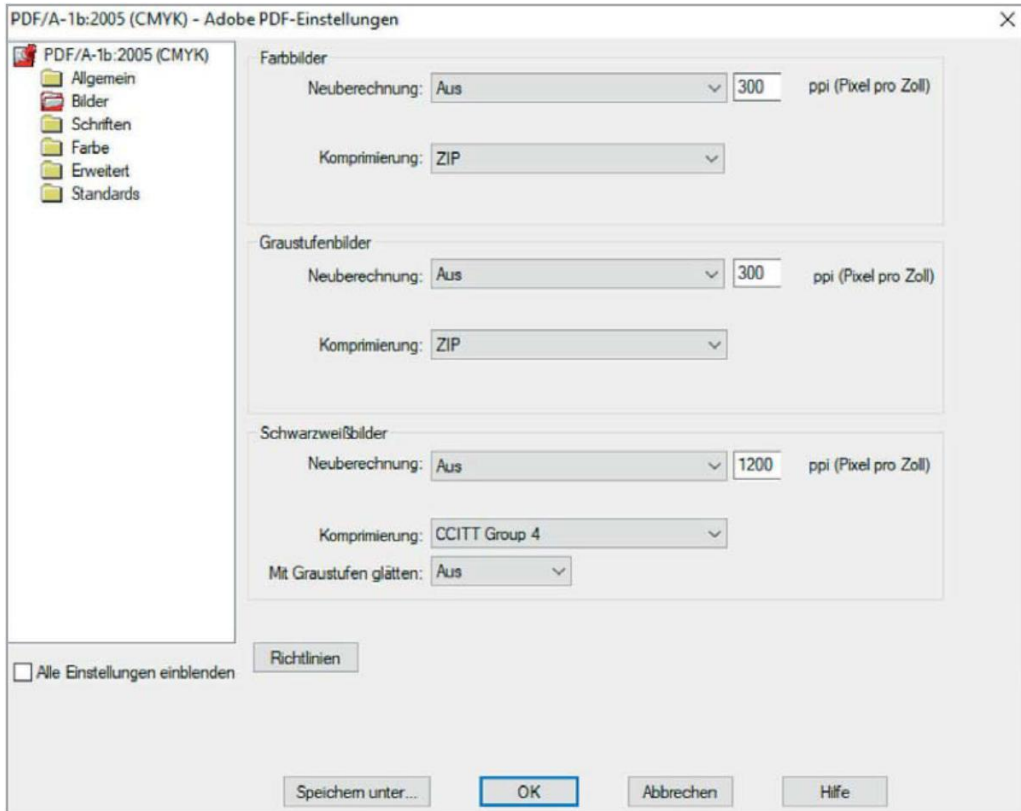 PDF/A-1b:2005 (CMYK) - Adobe PDF-Einstellungen
PDF/A-1b:2005 (CMYK)
Allgemein
Bilder
Schriften
Farbe
Erweitert
Standards
Alle Einstellungen einblenden
Farbbilder
Neuberechnung: Aus 300 ppi (Pixel pro Zoll)
Komprimierung: ZIP
Graustufenbilder
Neuberechnung: Aus 300 ppi (Pixel pro Zoll)
Komprimierung: ZIP
Schwarzweißbilder
Neuberechnung: Aus 1200 ppi (Pixel pro Zoll)
Komprimierung: CCITT Group 4
Mit Graustufen glätten: Aus
Richtlinien
Speichern unter... OK Abbrechen Hilfe